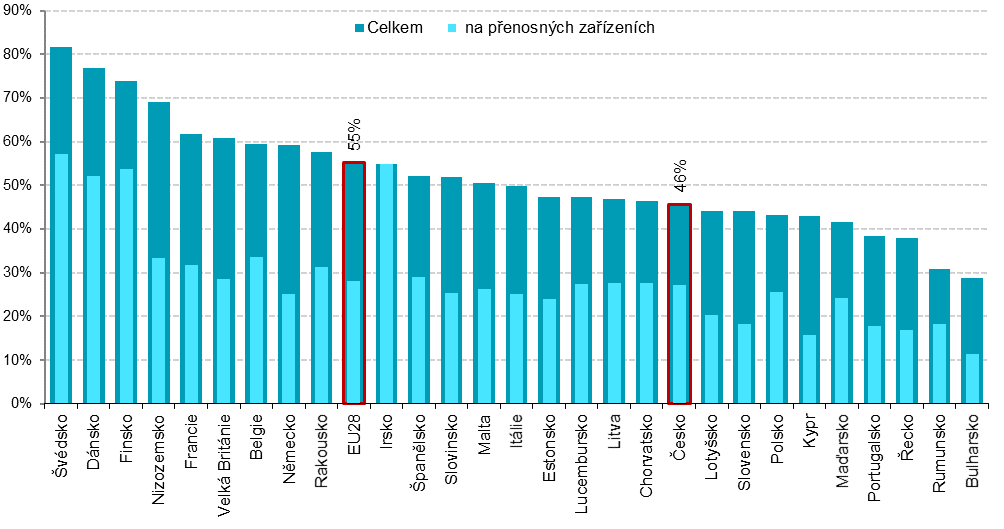 90%
80%
70%
60%
50%
40%
30%
20%
10%
0%
Celkem
na přenosných zařízeních
55%
46%
Švédsko
Dánsko
Finsko
Nizozemsko
Francie
Velká Británie
Belgie
Německo
Rakousko
EU28
Irsko
Španělsko
Slovinsko
Malta
Itálie
Estonsko
Lucembursko
Litva
Chorvatsko
Česko
Lotyšsko
Slovensko
Polsko
Kypr
Maďarsko
Portugalsko
Řecko
Rumunsko
Bulharsko